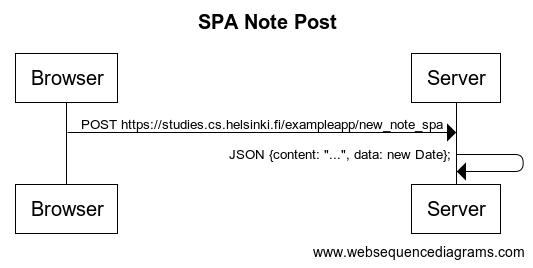 SPA Note Post
Browser Server
POST https://studies.cs.helsinki.fi/exampleapp/new_note_spa
JSON {content: "...", data: new Date};
Browser Server
www.websequencediagrams.com